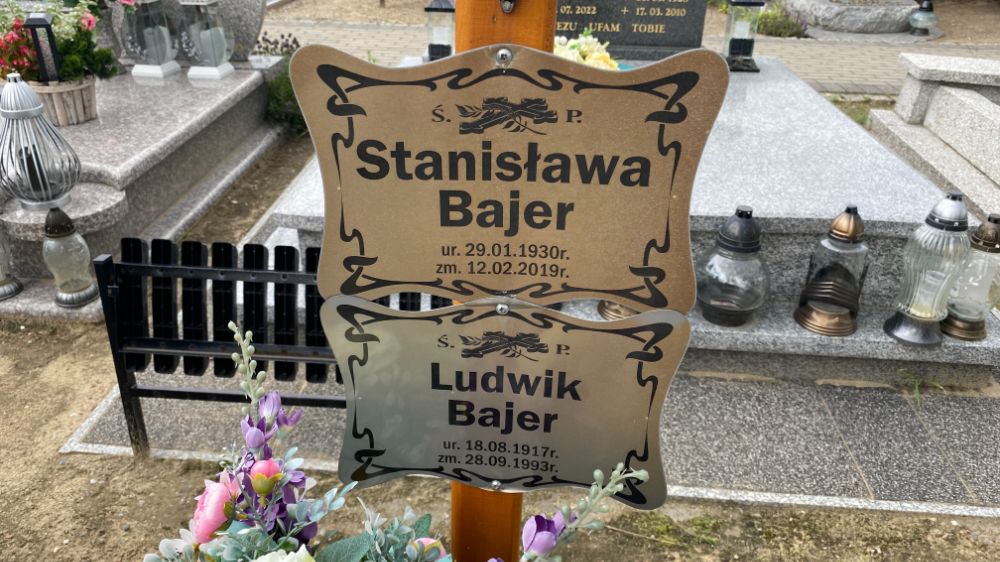 07.2022 + 17.03.2010
EZU UFAM TOBIE
Ś. P.
Stanisława
Bajer
ur. 29.01.1930r.
zm. 12.02.2019r.
Ś. P.
Ludwik
Bajer
ur. 18.08.1917r.
zm. 28.09.1993r.